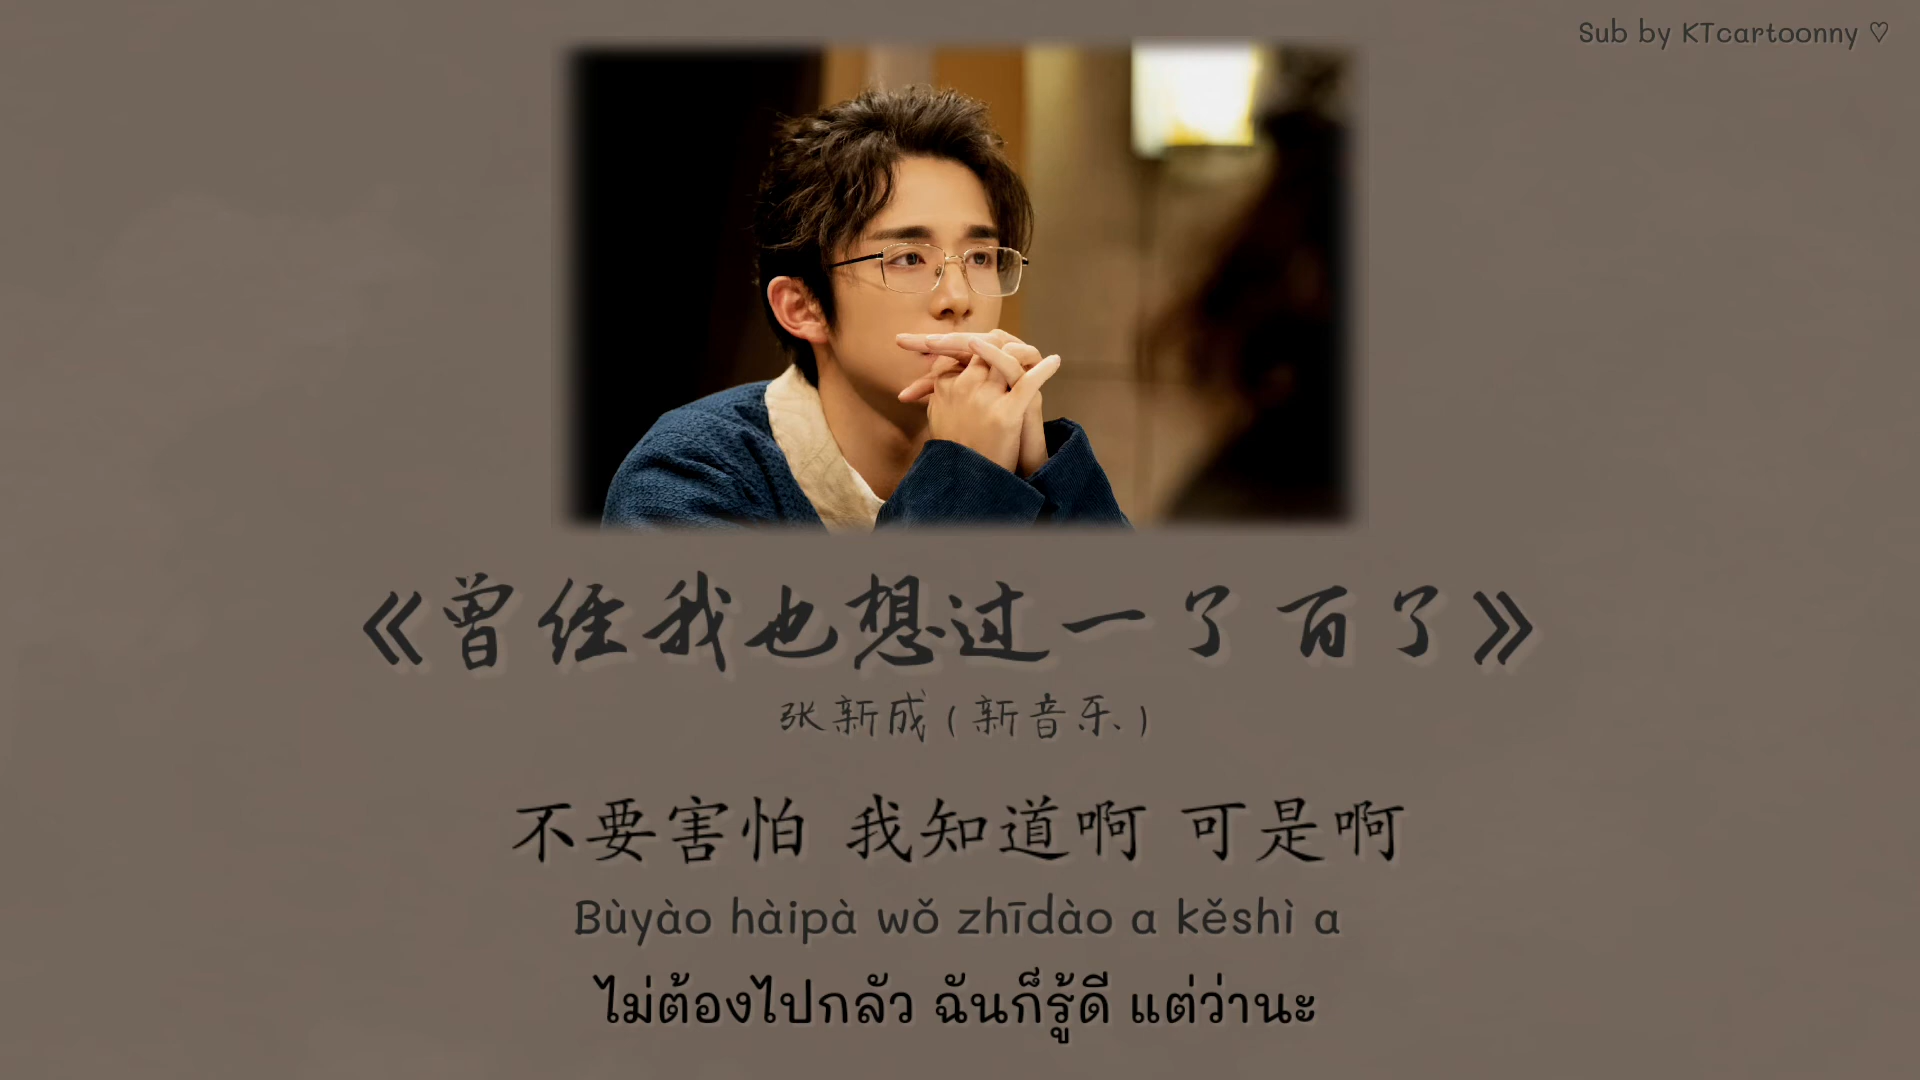 Sub by KTcartoonny ♡
《曾经我也想过一了百了》
张新成 ( 新音乐 )
不要害怕 我知道啊 可是啊
Bùyào hàipà wǒ zhīdào a kěshì a
ไม่ต้องไปกลัว ฉันก็รู้ดี แต่ว่านะ